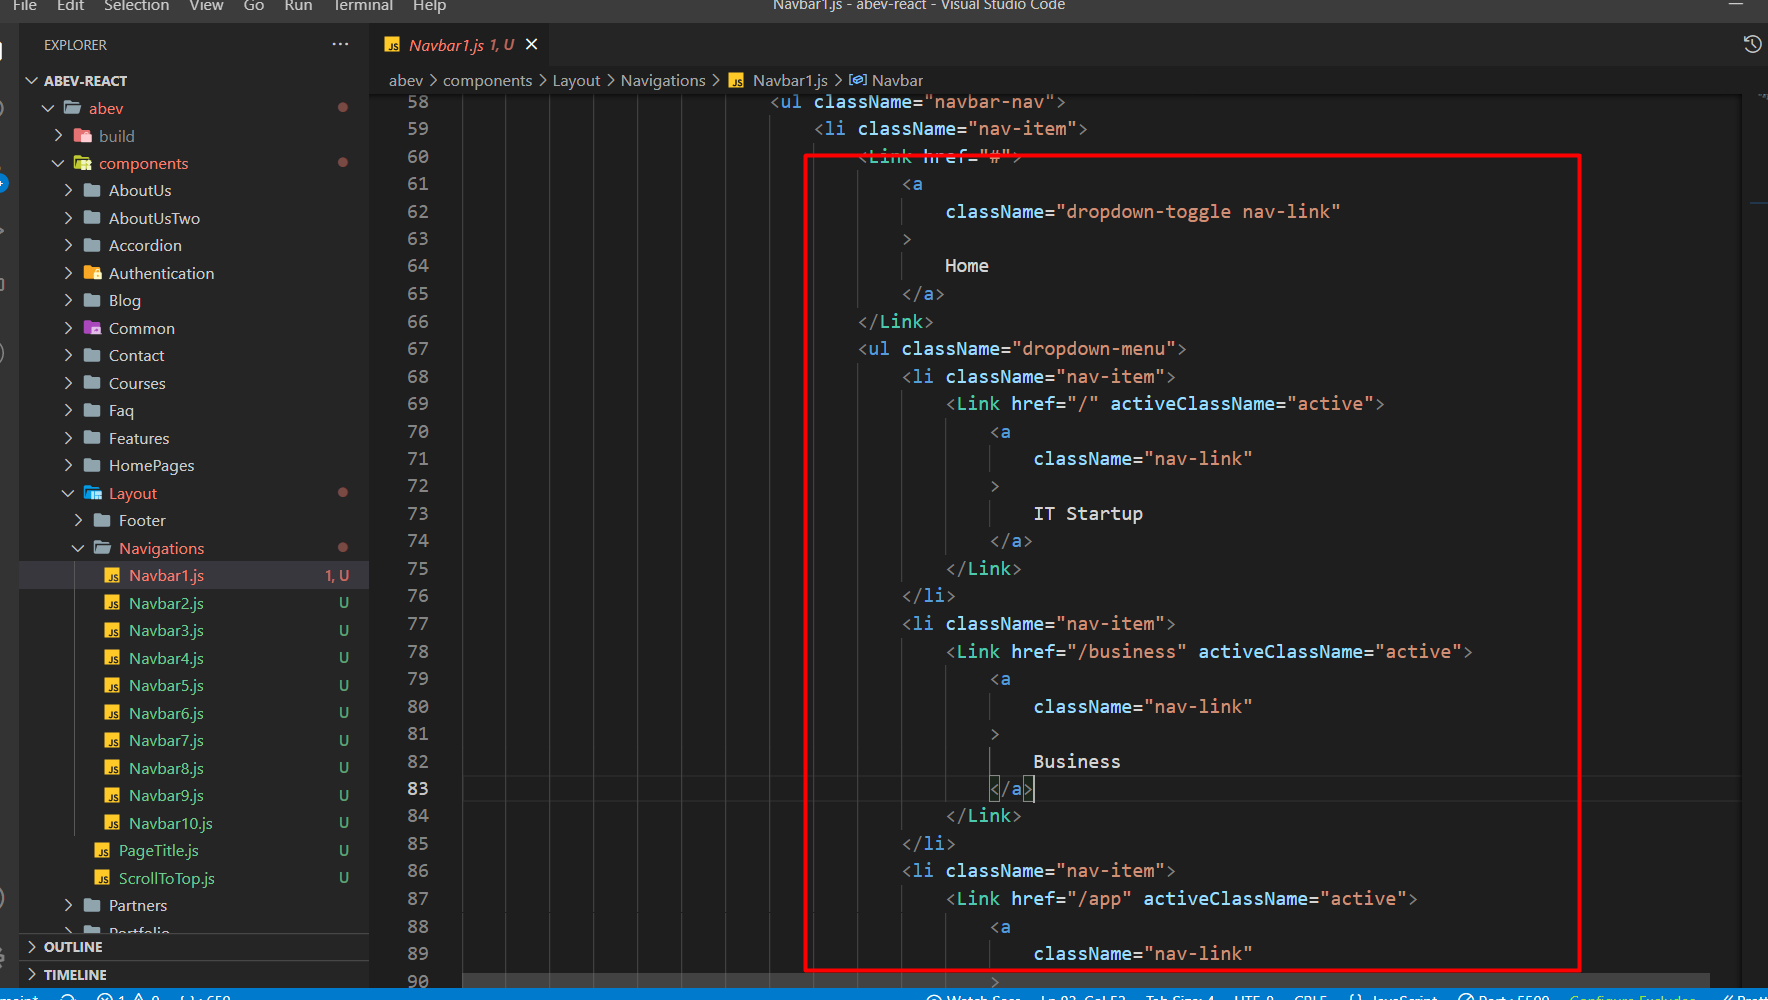 File Edit Selection View Go Run Terminal Help Navbar1.js - abev-react - Visual Studio Code
EXPLORER ···
ABEV-REACT
abev
build
components
AboutUs
AboutUsTwo
Accordion
Authentication
Blog
Common
Contact
Courses
Faq
Features
HomePages
Layout
Footer
Navigations
Navbar1.js 1, U
Navbar2.js U
Navbar3.js U
Navbar4.js U
Navbar5.js U
Navbar6.js U
Navbar7.js U
Navbar8.js U
Navbar9.js U
Navbar10.js U
PageTitle.js U
ScrollToTop.js U
Partners
Portfolio
OUTLINE
TIMELINE
Navbar1.js 1, U
abev > components > Layout > Navigations > Navbar1.js > Navbar
58 <ul className="navbar-nav">
59 <li className="nav-item">
60 <Link href="#">
61 <a
62 className="dropdown-toggle nav-link"
63 >
64 Home
65 </a>
66 </Link>
67 <ul className="dropdown-menu">
68 <li className="nav-item">
69 <Link href="/" activeClassName="active">
70 <a
71 className="nav-link"
72 >
73 IT Startup
74 </a>
75 </Link>
76 </li>
77 <li className="nav-item">
78 <Link href="/business" activeClassName="active">
79 <a
80 className="nav-link"
81 >
82 Business
83 </a>
84 </Link>
85 </li>
86 <li className="nav-item">
87 <Link href="/app" activeClassName="active">
88 <a
89 className="nav-link"
90 >